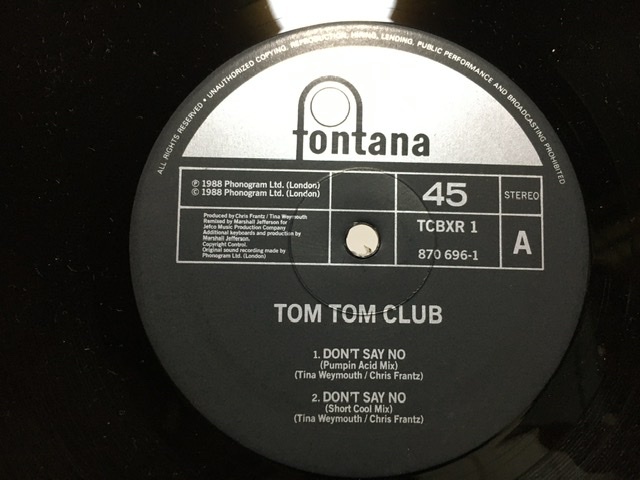 ALL RIGHTS RESERVED • UNAUTHORIZED COPYING, REPRODUCTION, HIRING, LENDING, PUBLIC PERFORMANCE AND BROADCASTING PROHIBITED
fontana
℗ 1988 Phonogram Ltd. (London)
© 1988 Phonogram Ltd. (London)
45
STEREO
Produced by Chris Frantz / Tina Weymouth
Remixed by Marshall Jefferson for
Jefco Music Production Company
Additional keyboards and production by
Marshall Jefferson.
Copyright Control.
Original sound recording made by
Phonogram Ltd. (London)
TCBXR 1
870 696-1
A
TOM TOM CLUB
1. DON'T SAY NO
(Pumpin Acid Mix)
(Tina Weymouth / Chris Frantz)
2. DON'T SAY NO
(Short Cool Mix)
(Tina Weymouth / Chris Frantz)